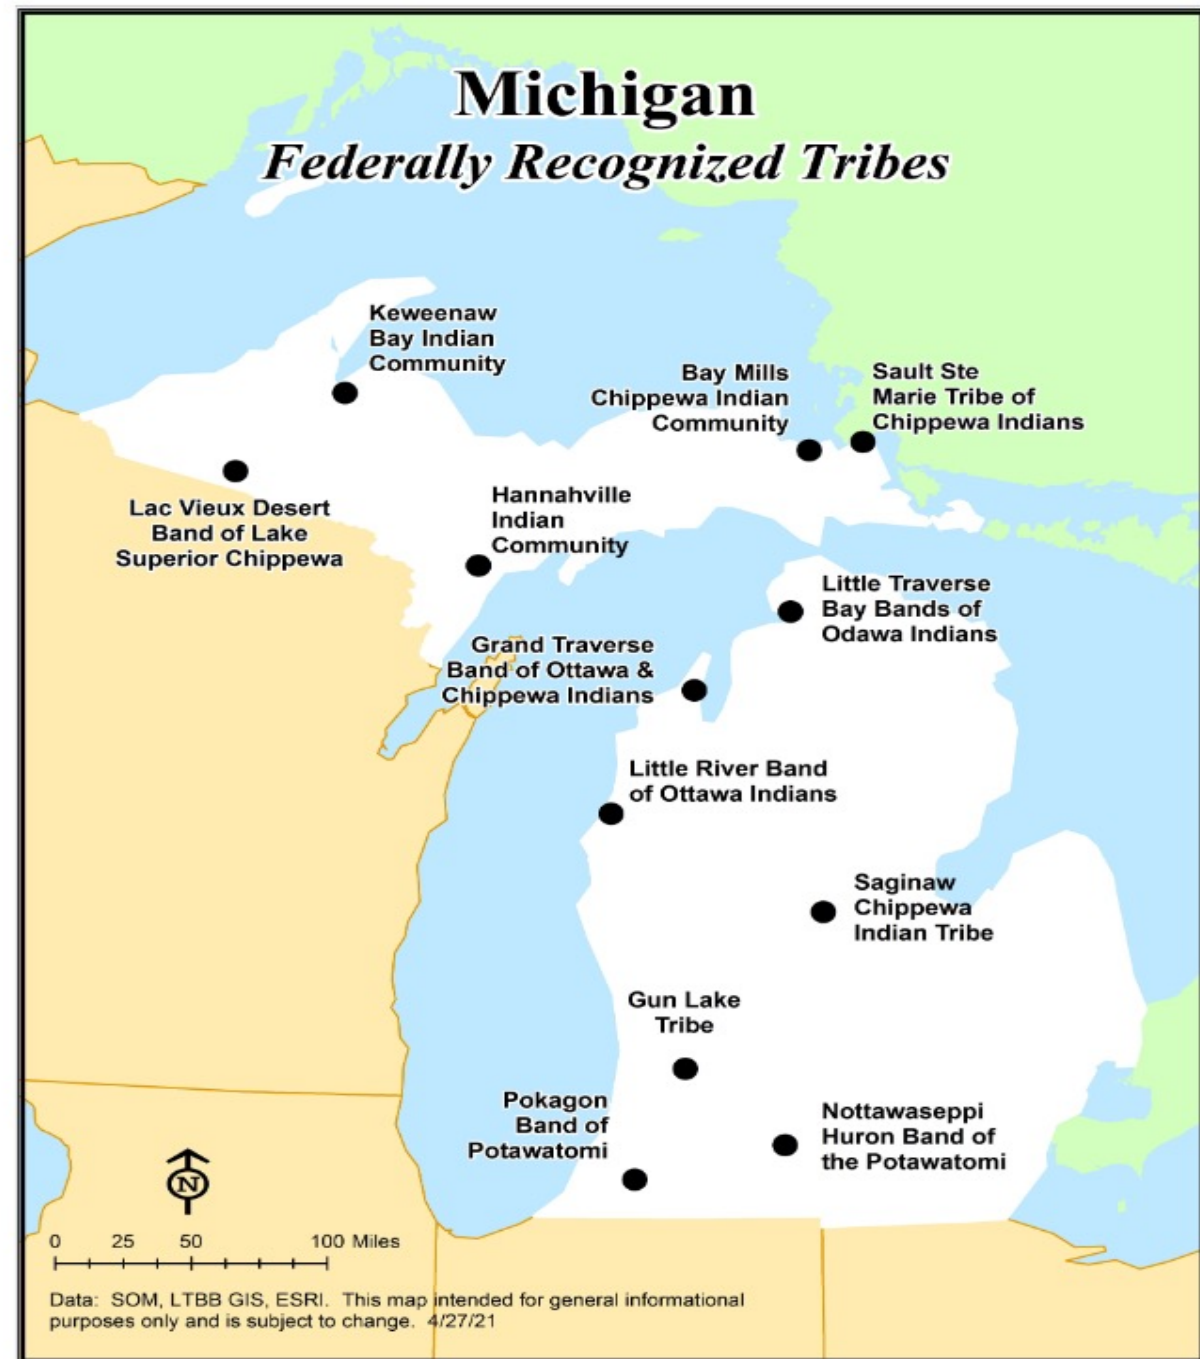 Michigan
Federally Recognized Tribes
Keweenaw
Bay Indian
Community
Bay Mills
Chippewa Indian
Community
Sault Ste
Marie Tribe of
Chippewa Indians
Lac Vieux Desert
Band of Lake
Superior Chippewa
Hannahville
Indian
Community
Little Traverse
Bay Bands of
Odawa Indians
Grand Traverse
Band of Ottawa &
Chippewa Indians
Little River Band
of Ottawa Indians
Saginaw
Chippewa
Indian Tribe
Gun Lake
Tribe
Pokagon
Band of
Potawatomi
Nottawaseppi
Huron Band of
the Potawatomi
N
0 25 50 100 Miles
Data: SOM, LTBB GIS, ESRI. This map intended for general informational
purposes only and is subject to change. 4/27/21